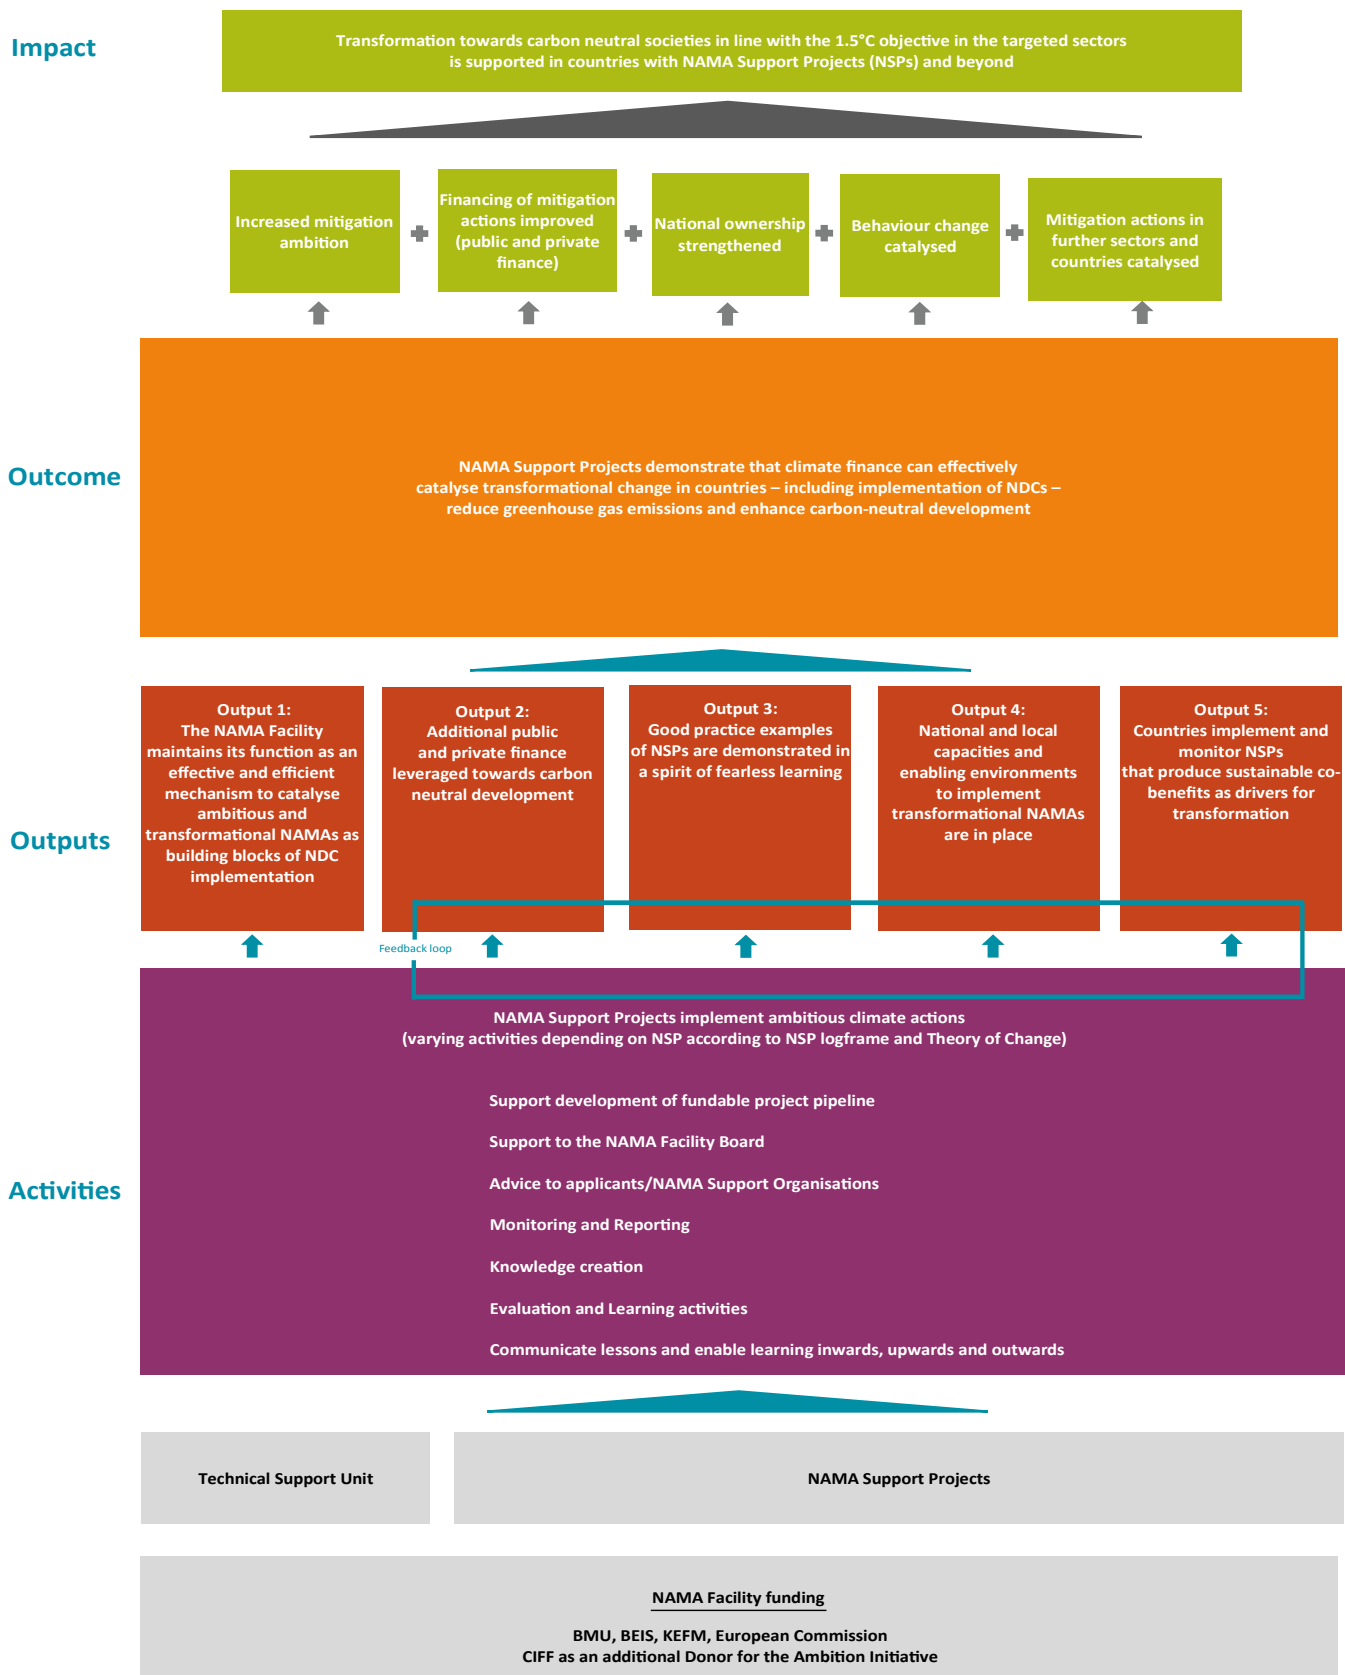 Impact
Transformation towards carbon neutral societies in line with the 1.5°C objective in the targeted sectors
is supported in countries with NAMA Support Projects (NSPs) and beyond
Increased mitigation
ambition
Financing of mitigation
actions improved
(public and private
finance)
National ownership
strengthened
Behaviour change
catalysed
Mitigation actions in
further sectors and
countries catalysed
Outcome
NAMA Support Projects demonstrate that climate finance can effectively
catalyse transformational change in countries – including implementation of NDCs –
reduce greenhouse gas emissions and enhance carbon-neutral development
Outputs
Output 1:
The NAMA Facility
maintains its function as an
effective and efficient
mechanism to catalyse
ambitious and
transformational NAMAs as
building blocks of NDC
implementation
Output 2:
Additional public
and private finance
leveraged towards carbon
neutral development
Output 3:
Good practice examples
of NSPs are demonstrated in
a spirit of fearless learning
Output 4:
National and local
capacities and
enabling environments
to implement
transformational NAMAs
are in place
Output 5:
Countries implement and
monitor NSPs
that produce sustainable co-
benefits as drivers for
transformation
Feedback loop
Activities
NAMA Support Projects implement ambitious climate actions
(varying activities depending on NSP according to NSP logframe and Theory of Change)
Support development of fundable project pipeline
Support to the NAMA Facility Board
Advice to applicants/NAMA Support Organisations
Monitoring and Reporting
Knowledge creation
Evaluation and Learning activities
Communicate lessons and enable learning inwards, upwards and outwards
Technical Support Unit
NAMA Support Projects
NAMA Facility funding
BMU, BEIS, KEFM, European Commission
CIFF as an additional Donor for the Ambition Initiative